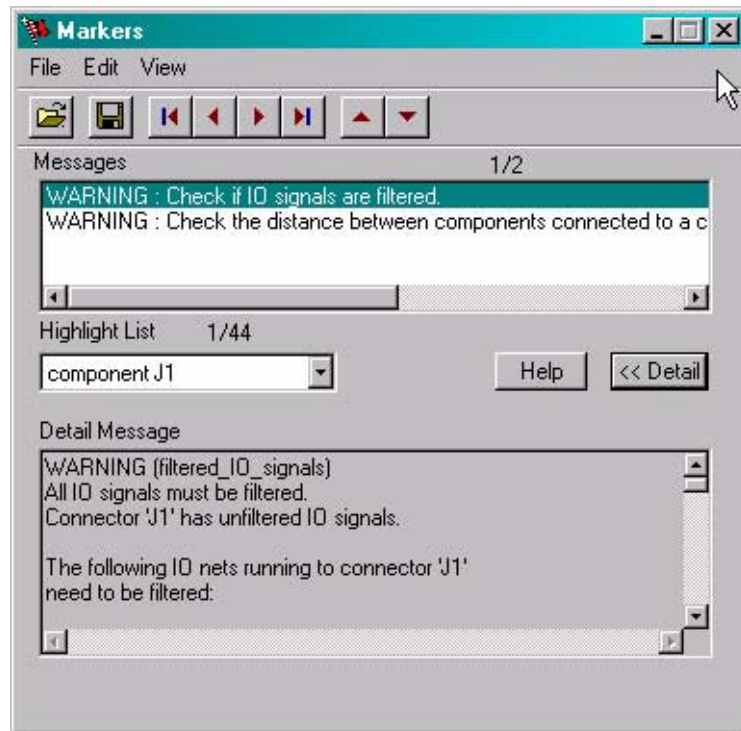 Markers
File Edit View
Messages 1/2
WARNING : Check if IO signals are filtered.
WARNING : Check the distance between components connected to a c
Highlight List 1/44
component J1 Help << Detail
Detail Message
WARNING (filtered_IO_signals)
All IO signals must be filtered.
Connector 'J1' has unfiltered IO signals.
The following IO nets running to connector 'J1'
need to be filtered: